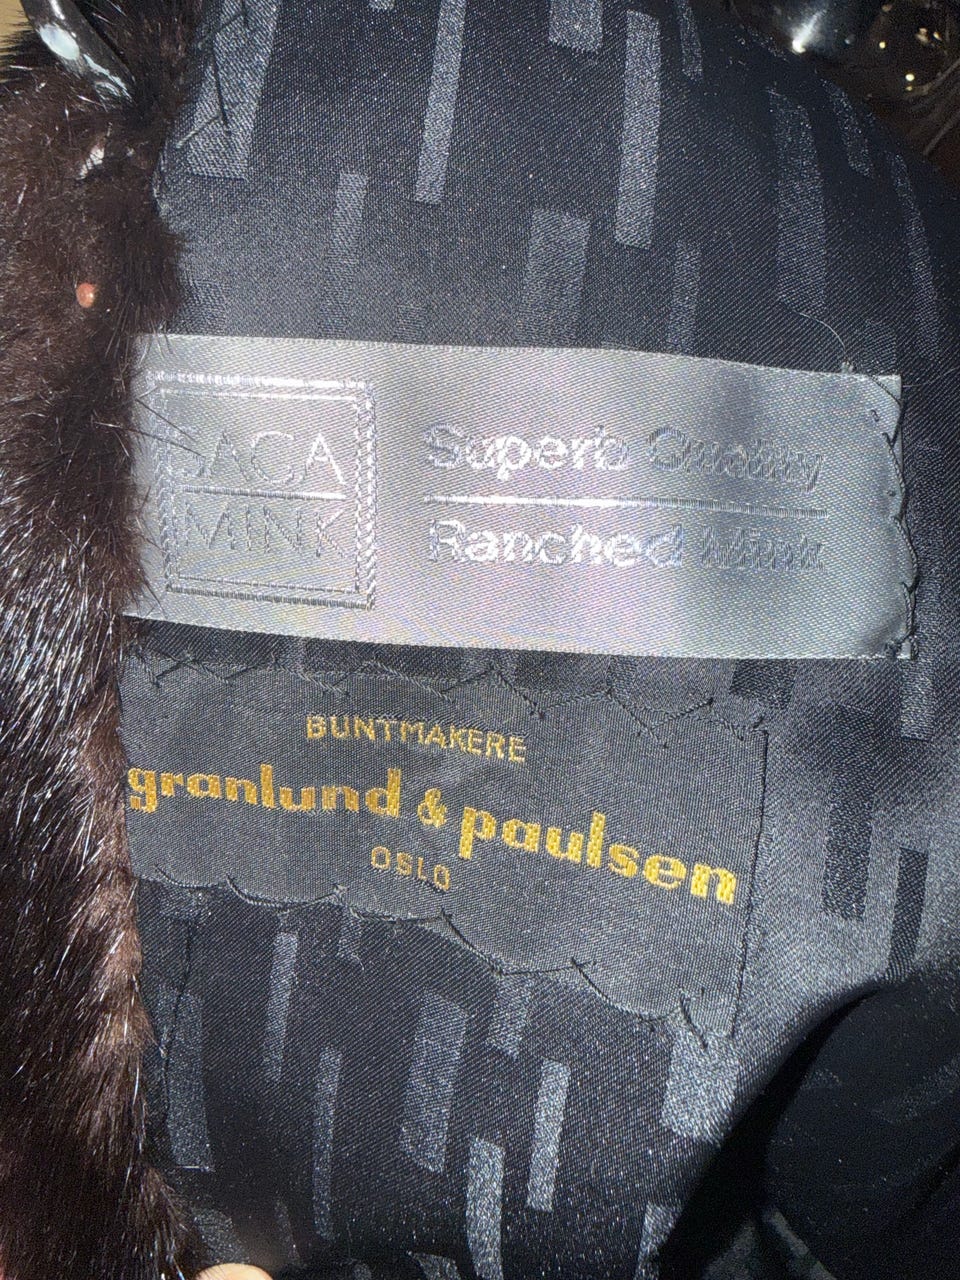 SAGA
MINK
Superb Quality
Ranched Mink
BUNTMAKERE
granlund & paulsen
OSLO